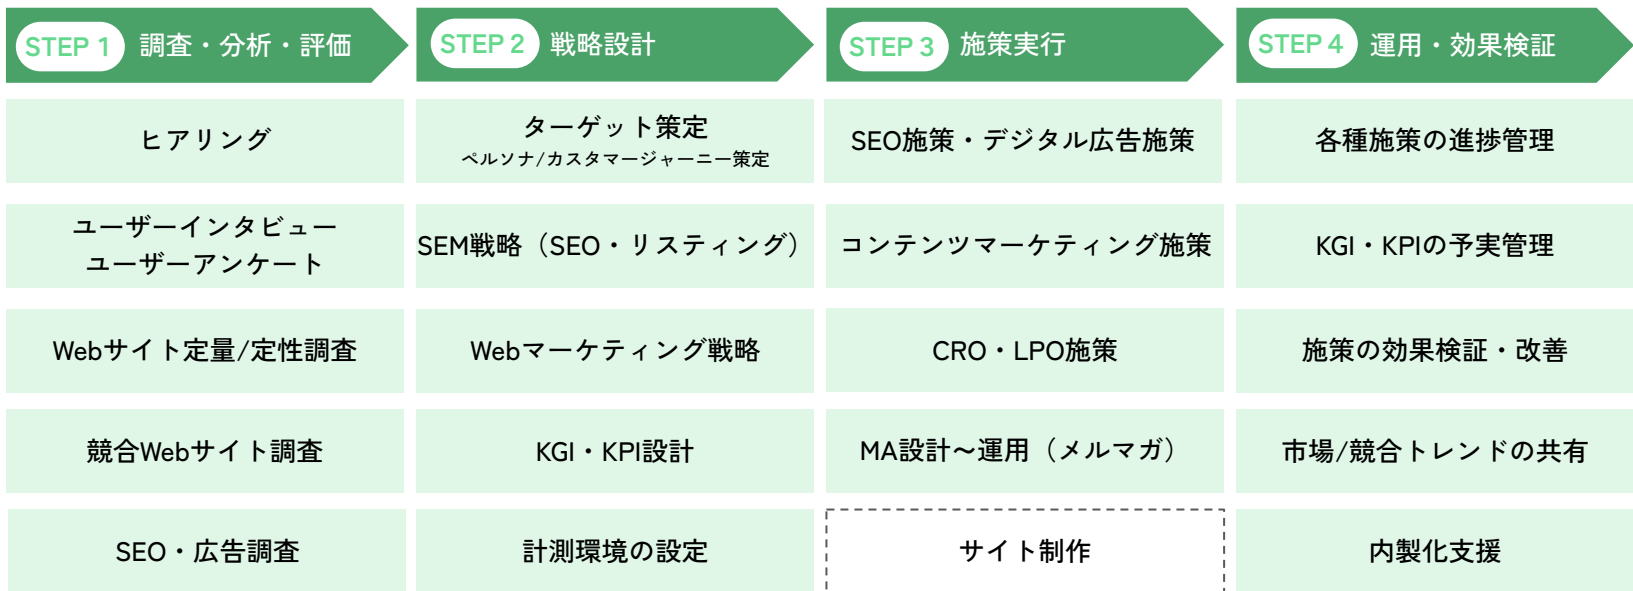 STEP 1 調査・分析・評価
ヒアリング
ユーザーインタビュー
ユーザーアンケート
Webサイト定量/定性調査
競合Webサイト調査
SEO・広告調査
STEP 2 戦略設計
ターゲット策定
ペルソナ/カスタマージャーニー策定
SEM戦略（SEO・リスティング）
Webマーケティング戦略
KGI・KPI設計
計測環境の設定
STEP 3 施策実行
SEO施策・デジタル広告施策
コンテンツマーケティング施策
CRO・LPO施策
MA設計～運用（メルマガ）
サイト制作
STEP 4 運用・効果検証
各種施策の進捗管理
KGI・KPIの予実管理
施策の効果検証・改善
市場/競合トレンドの共有
内製化支援